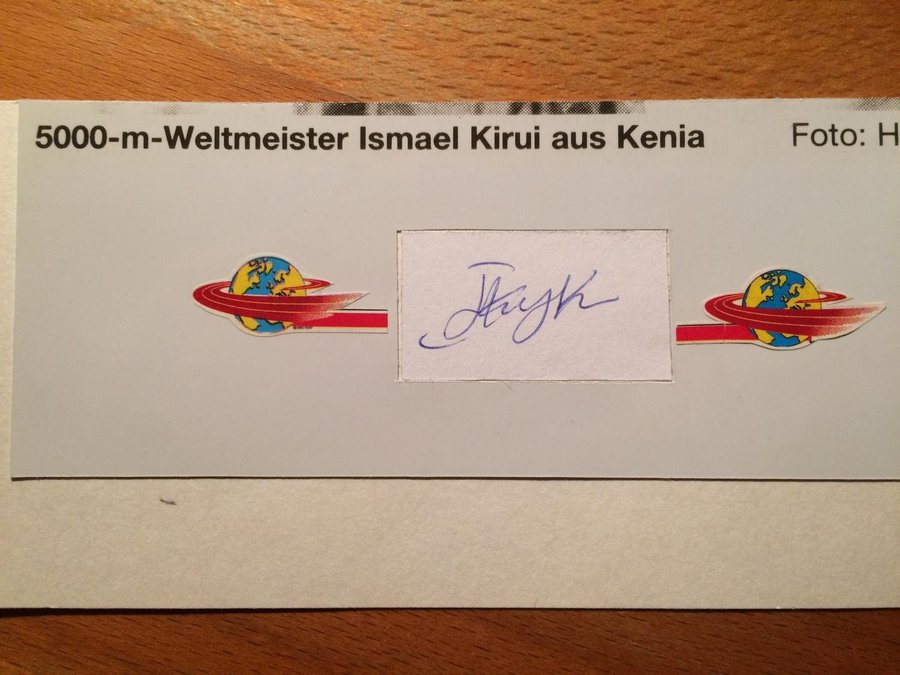 5000-m-Weltmeister Ismael Kirui aus Kenia Foto: H